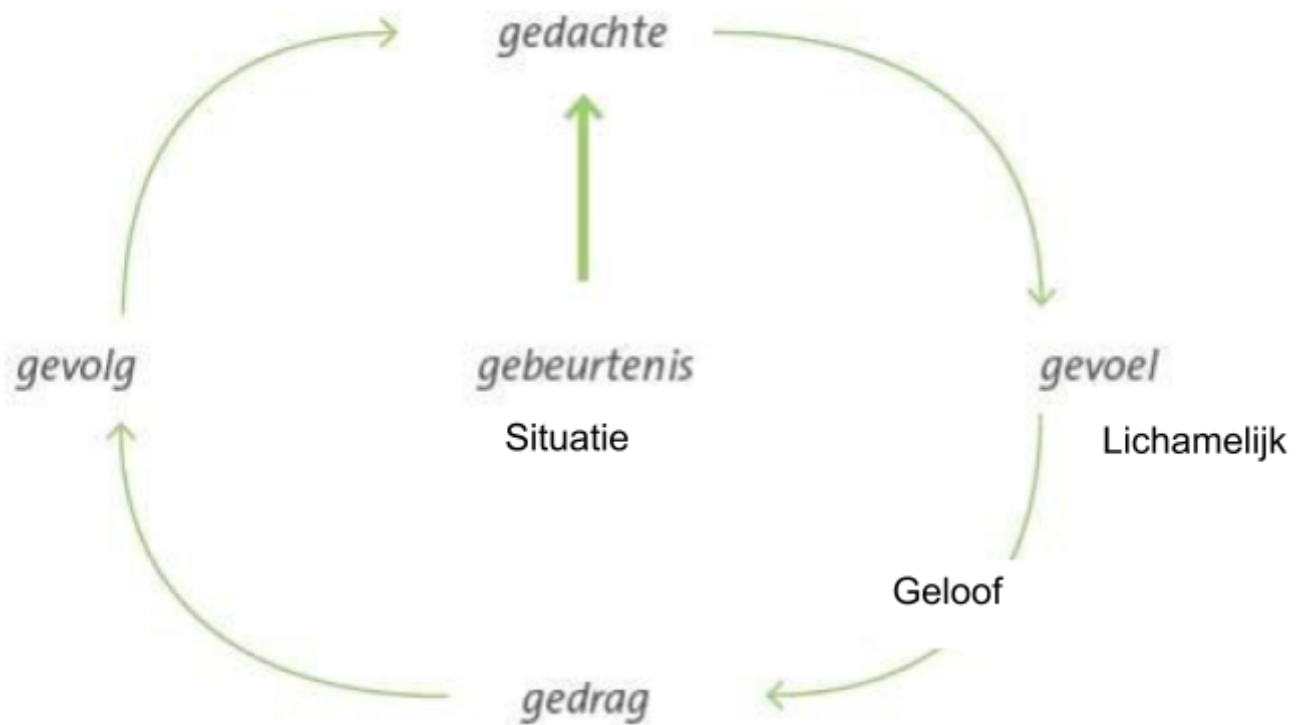 gedachte
gevolg
gebeurtenis
gevoel
Situatie
Lichamelijk
Geloof
gedrag